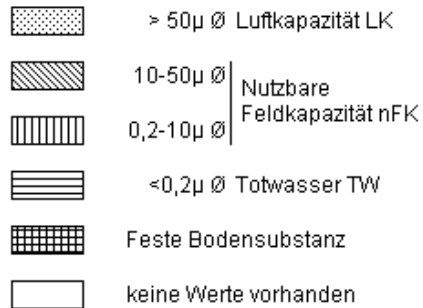 > 50µ Ø Luftkapazität LK
10-50µ Ø
Nutzbare
Feldkapazität nFK
0,2-10µ Ø
<0,2µ Ø Totwasser TW
Feste Bodensubstanz
keine Werte vorhanden